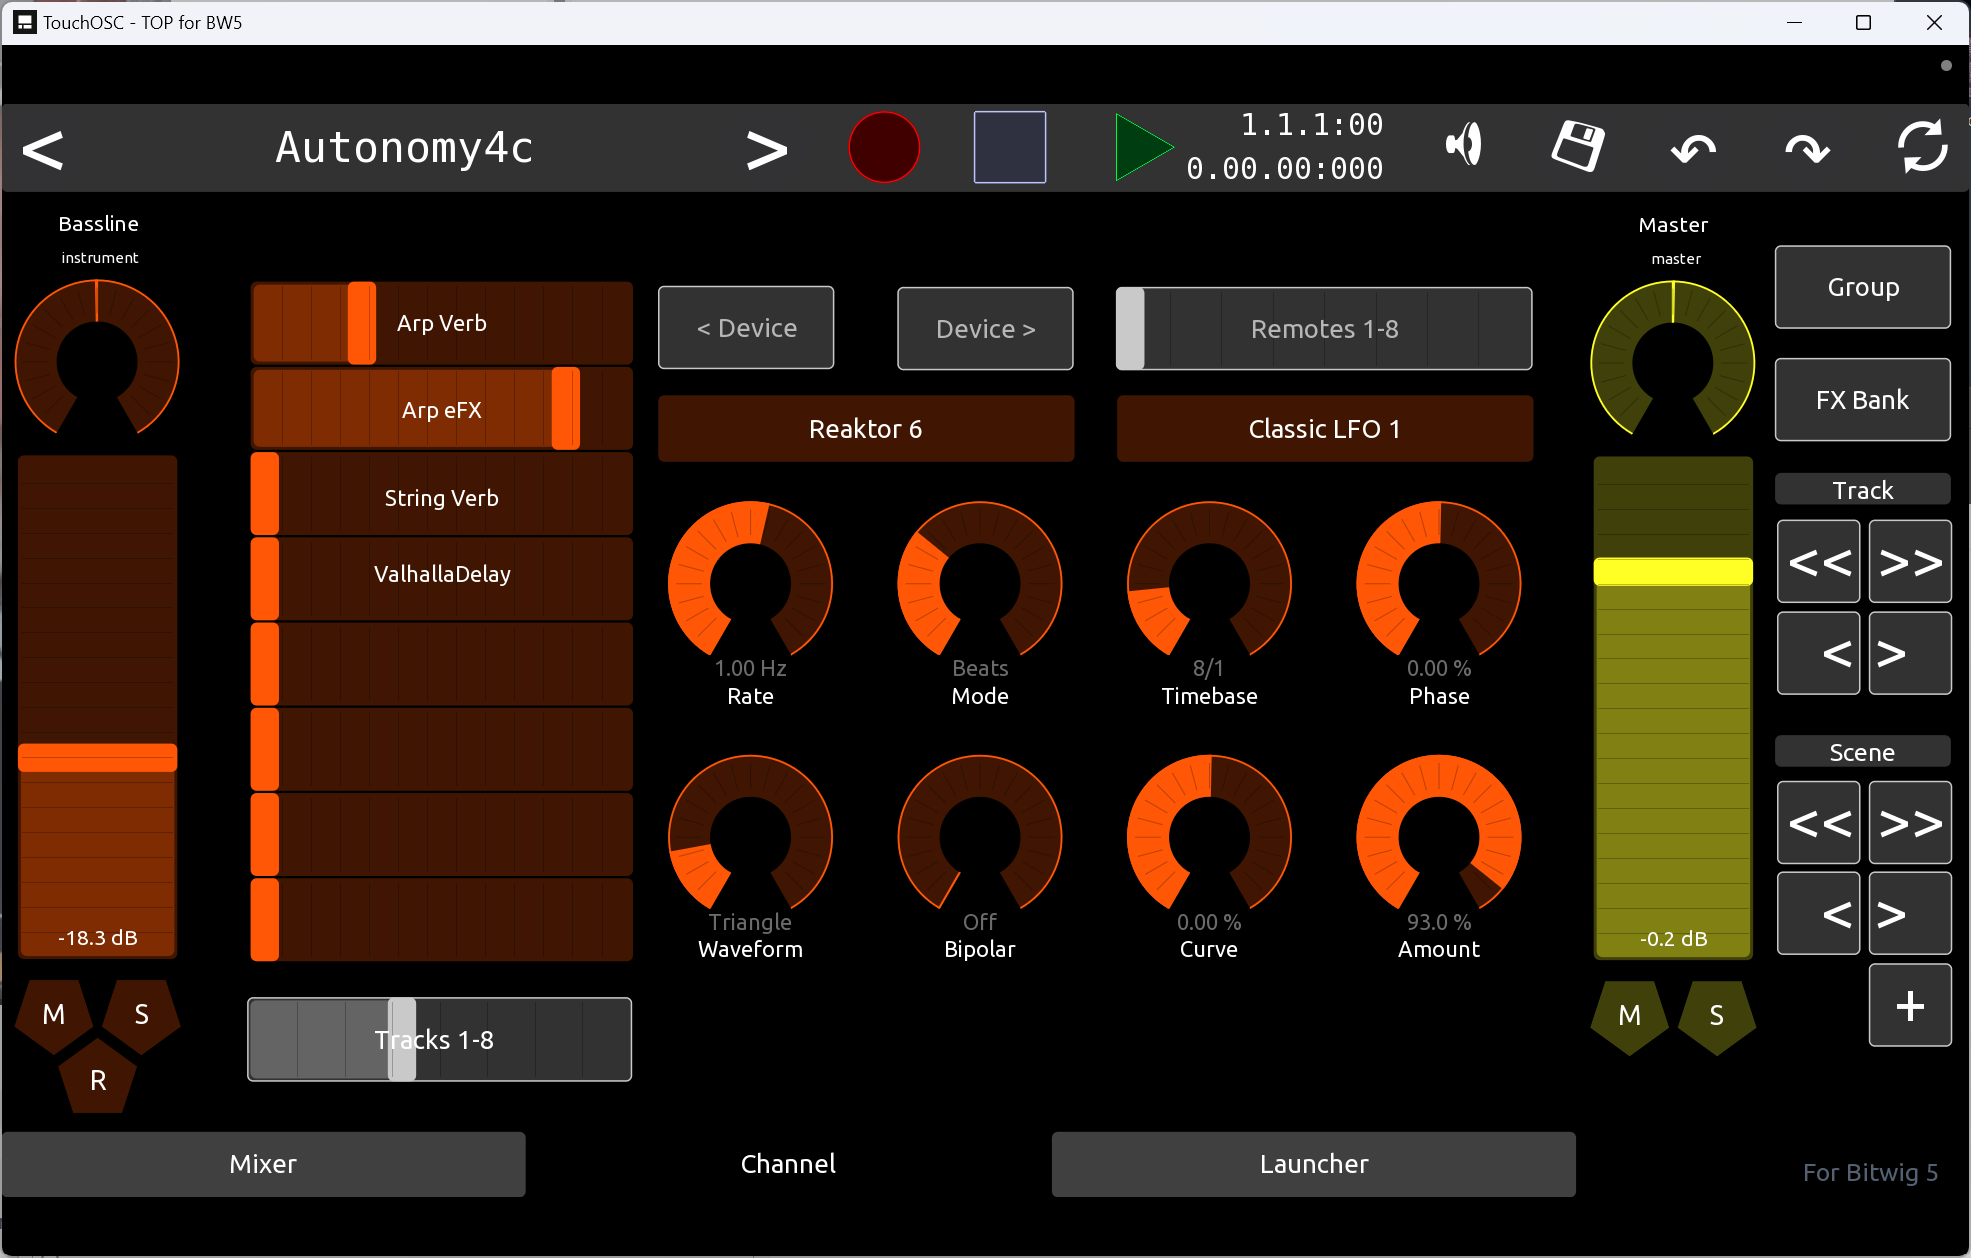 TouchOSC - TOP for BW5
< Autonomy4c >
1.1.1:00
0.00.00:000
Bassline
instrument
-18.3 dB
M
S
R
Arp Verb
Arp eFX
String Verb
ValhallaDelay
Tracks 1-8
< Device
Device >
Remotes 1-8
Reaktor 6
Classic LFO 1
1.00 Hz
Rate
Beats
Mode
8/1
Timebase
0.00 %
Phase
Triangle
Waveform
Off
Bipolar
0.00 %
Curve
93.0 %
Amount
Master
master
-0.2 dB
M
S
Group
FX Bank
Track
<< >>
< >
Scene
<< >>
< >
+
Mixer
Channel
Launcher
For Bitwig 5